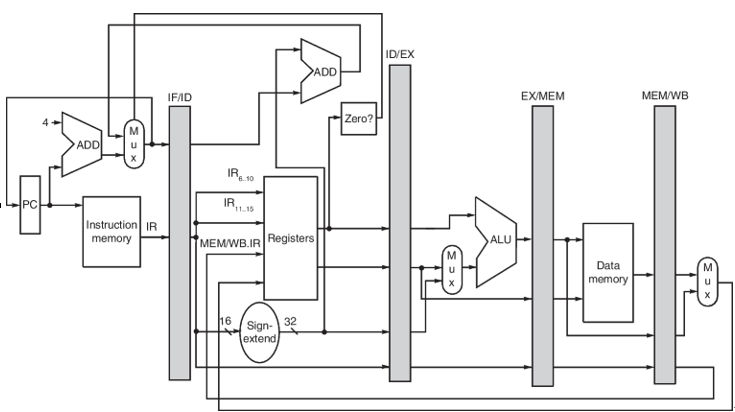 ID/EX
ADD
IF/ID
EX/MEM
MEM/WB
Zero?
4
ADD
M
u
x
IR6..10
PC
IR11..15
Instruction
memory
IR
MEM/WB.IR
Registers
ALU
M
u
x
Data
memory
M
u
x
16
Sign-
extend
32